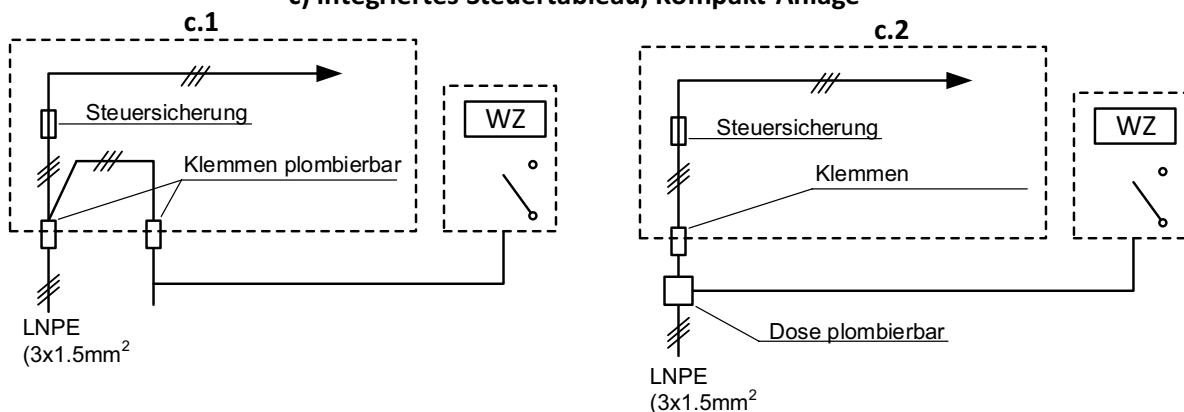 c) integriertes Steuertableau, Kompakt-Anlage
c.1
Steuersicherung
Klemmen plombierbar
WZ
LNPE
(3x1.5mm²
c.2
Steuersicherung
Klemmen
WZ
Dose plombierbar
LNPE
(3x1.5mm²